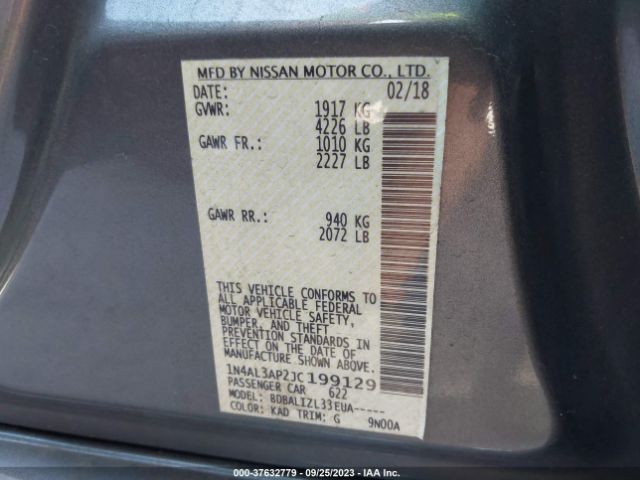 MFD BY NISSAN MOTOR CO., LTD.
DATE: 02/18
GVWR: 1917 KG
4226 LB
GAWR FR.: 1010 KG
2227 LB
GAWR RR.: 940 KG
2072 LB
THIS VEHICLE CONFORMS TO
ALL APPLICABLE FEDERAL
MOTOR VEHICLE SAFETY,
BUMPER, AND THEFT
PREVENTION STANDARDS IN
EFFECT ON THE DATE OF
MANUFACTURE SHOWN ABOVE.
1N4AL3AP2JC199129
PASSENGER CAR 622
MODEL: BDBALIZL33EUA-----
COLOR: KAD TRIM: G 9N00A
000-37632779 - 09/25/2023 - IAA Inc.